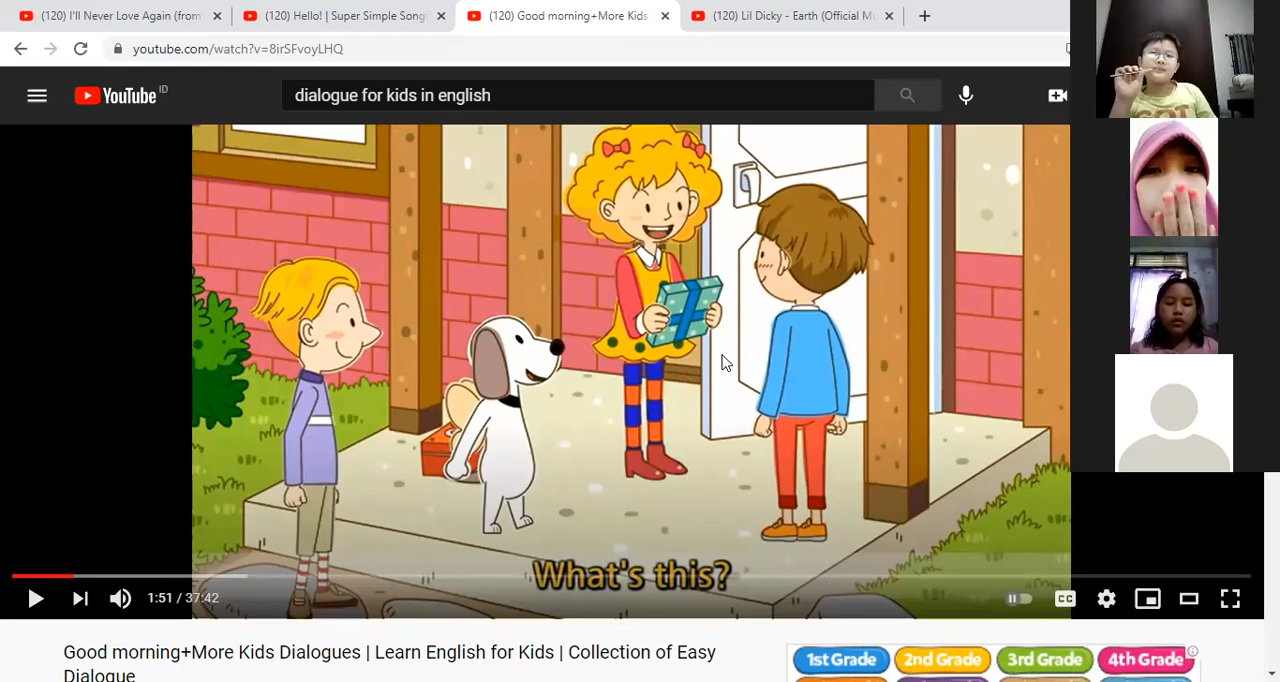 (120) I'll Never Love Again (from
(120) Hello! | Super Simple Song
(120) Good morning+More Kids
(120) Lil Dicky - Earth (Official Mu
youtube.com/watch?v=8irSFvoyLHQ
YouTube ID
dialogue for kids in english
What's this?
1:51 / 37:42
CC
Good morning+More Kids Dialogues | Learn English for Kids | Collection of Easy
Dialogue
1st Grade 2nd Grade 3rd Grade 4th Grade